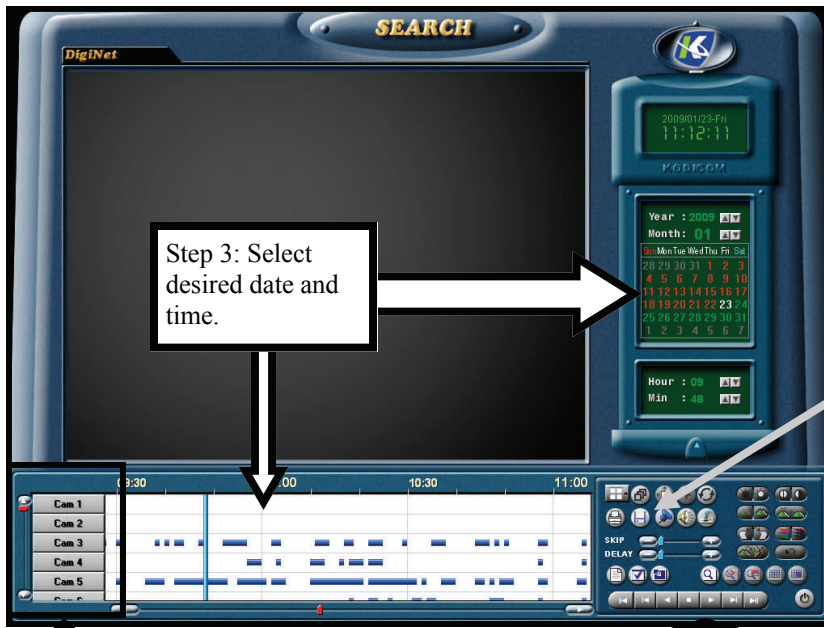 SEARCH
DigiNet
2009/01/23-Fri
11:12:11
KODICOM
Year : 2009
Month: 01
Sun Mon Tue Wed Thu Fri Sat
28 29 30 31 1 2 3
4 5 6 7 8 9 10
11 12 13 14 15 16 17
18 19 20 21 22 23 24
25 26 27 28 29 30 31
1 2 3 4 5 6 7
Step 3: Select
desired date and
time.
Hour : 09
Min : 48
10:30 11:00
Cam 1
Cam 2
Cam 3
Cam 4
Cam 5
SKIP
DELAY